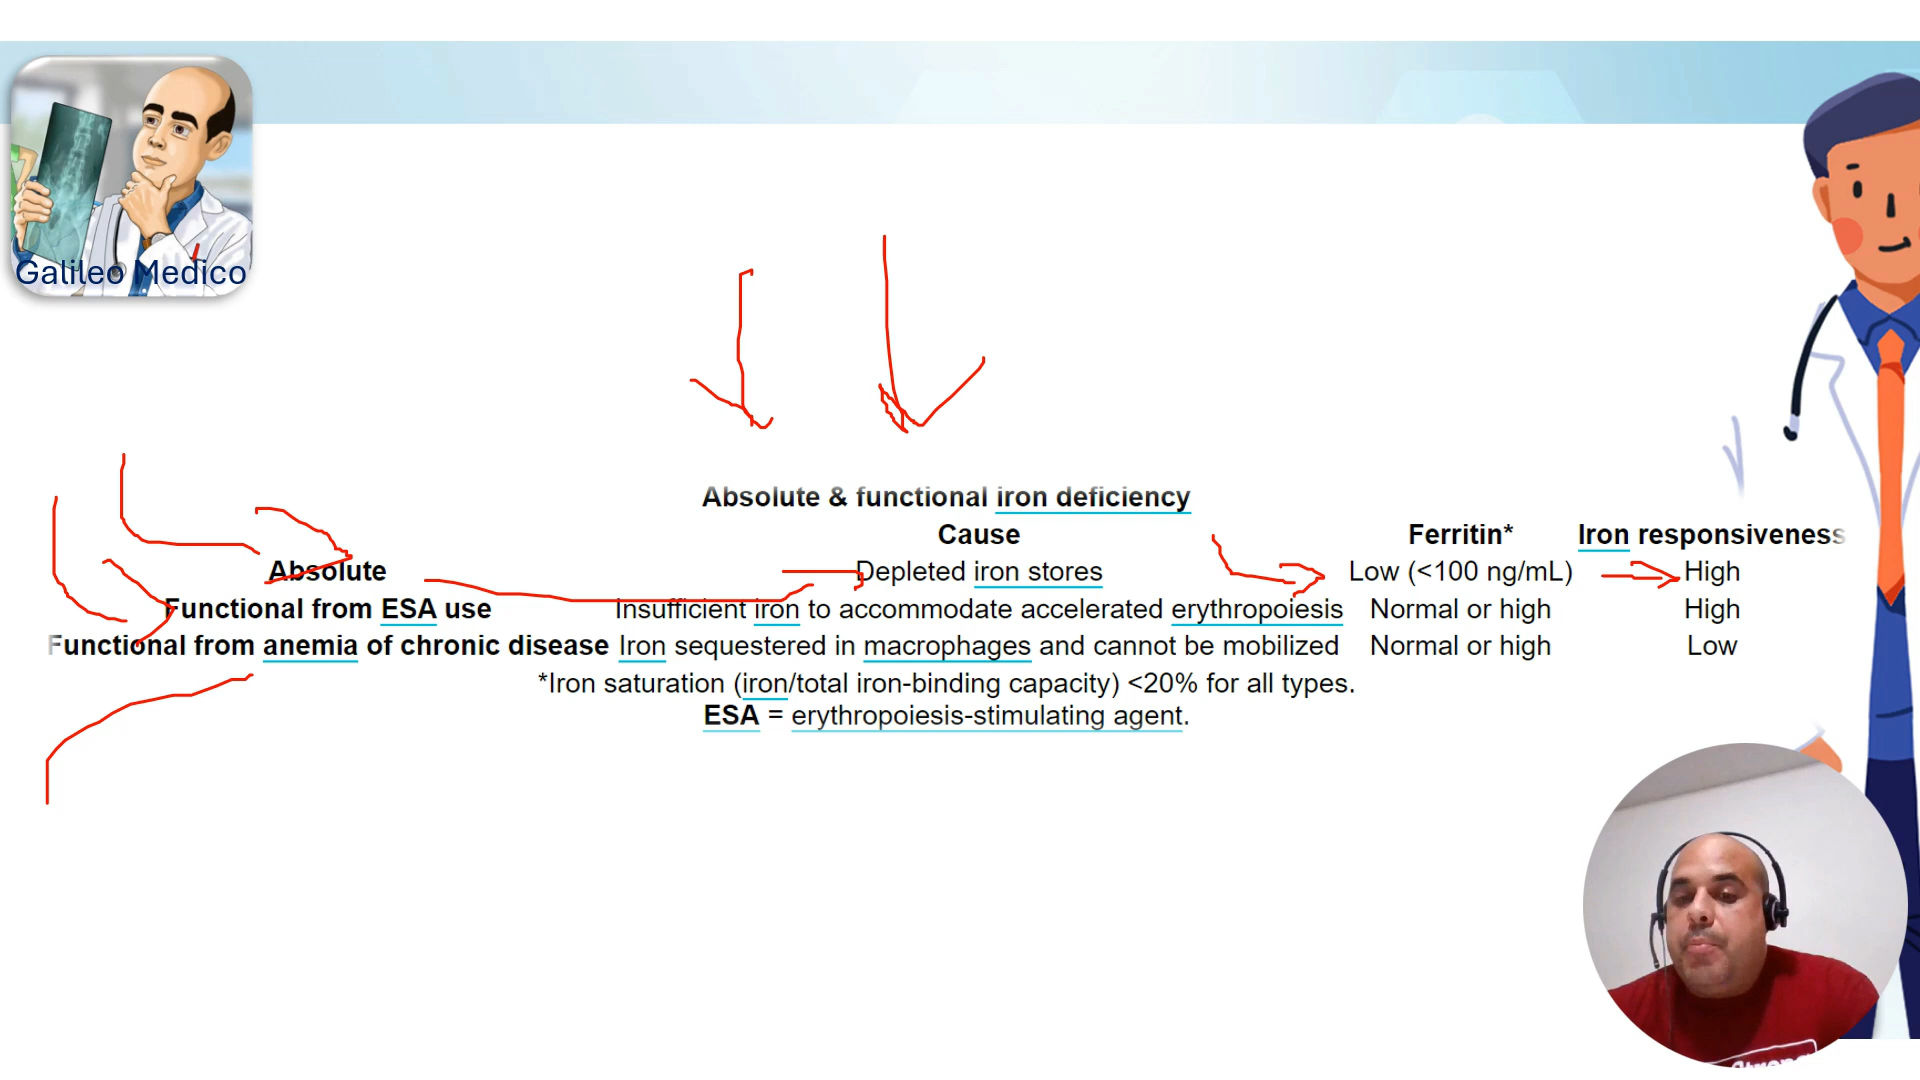 Galileo Medico
Absolute & functional iron deficiency
Cause Ferritin* Iron responsiveness
Absolute Depleted iron stores Low (<100 ng/mL) High
Functional from ESA use Insufficient iron to accommodate accelerated erythropoiesis Normal or high High
Functional from anemia of chronic disease Iron sequestered in macrophages and cannot be mobilized Normal or high Low
*Iron saturation (iron/total iron-binding capacity) <20% for all types.
ESA = erythropoiesis-stimulating agent.